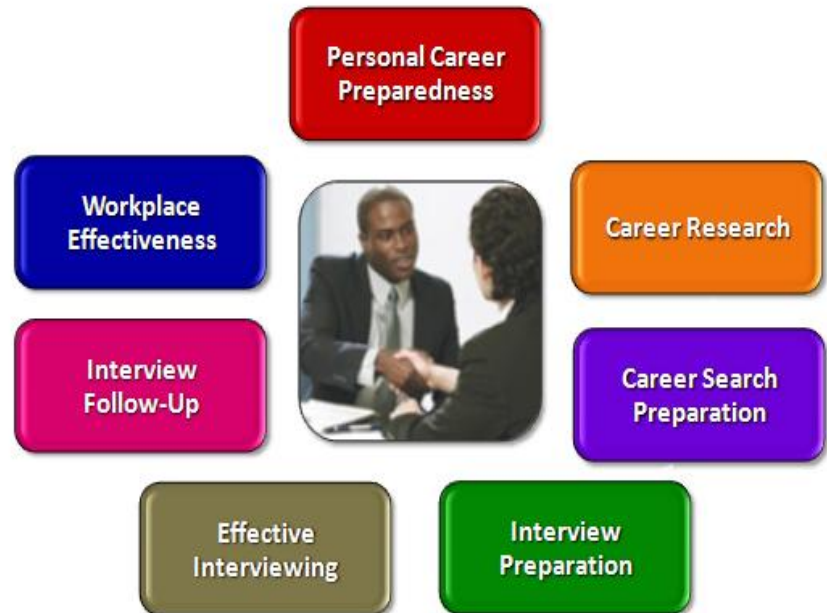 Personal Career
Preparedness
Career Research
Career Search
Preparation
Interview
Preparation
Effective
Interviewing
Interview
Follow-Up
Workplace
Effectiveness